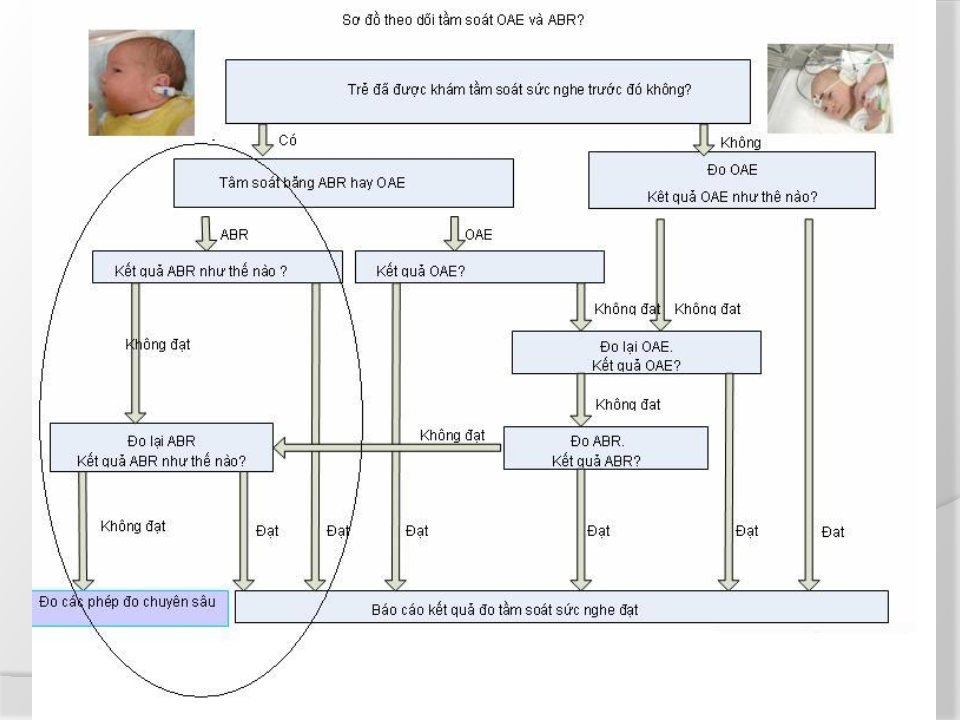 Sơ đồ theo dõi tầm soát OAE và ABR?
Trẻ đã được khám tầm soát sức nghe trước đó không?
Có
Không
Tâm soát bằng ABR hay OAE
Đo OAE
Kêt quả OAE như thê nào?
ABR
OAE
Kết quả ABR như thế nào ?
Kết quả OAE?
Không đạt
Không đạt
Không đạt
Đo lại OAE.
Kết quả OAE?
Không đạt
Đo lại ABR
Kết quả ABR như thế nào?
Không đạt
Đo ABR.
Kết quả ABR?
Không đạt
Đạt
Đạt
Đạt
Đạt
Đạt
Đat
Đo các phép đo chuyên sâu
Báo cáo kết quả đo tầm soát sức nghe đạt